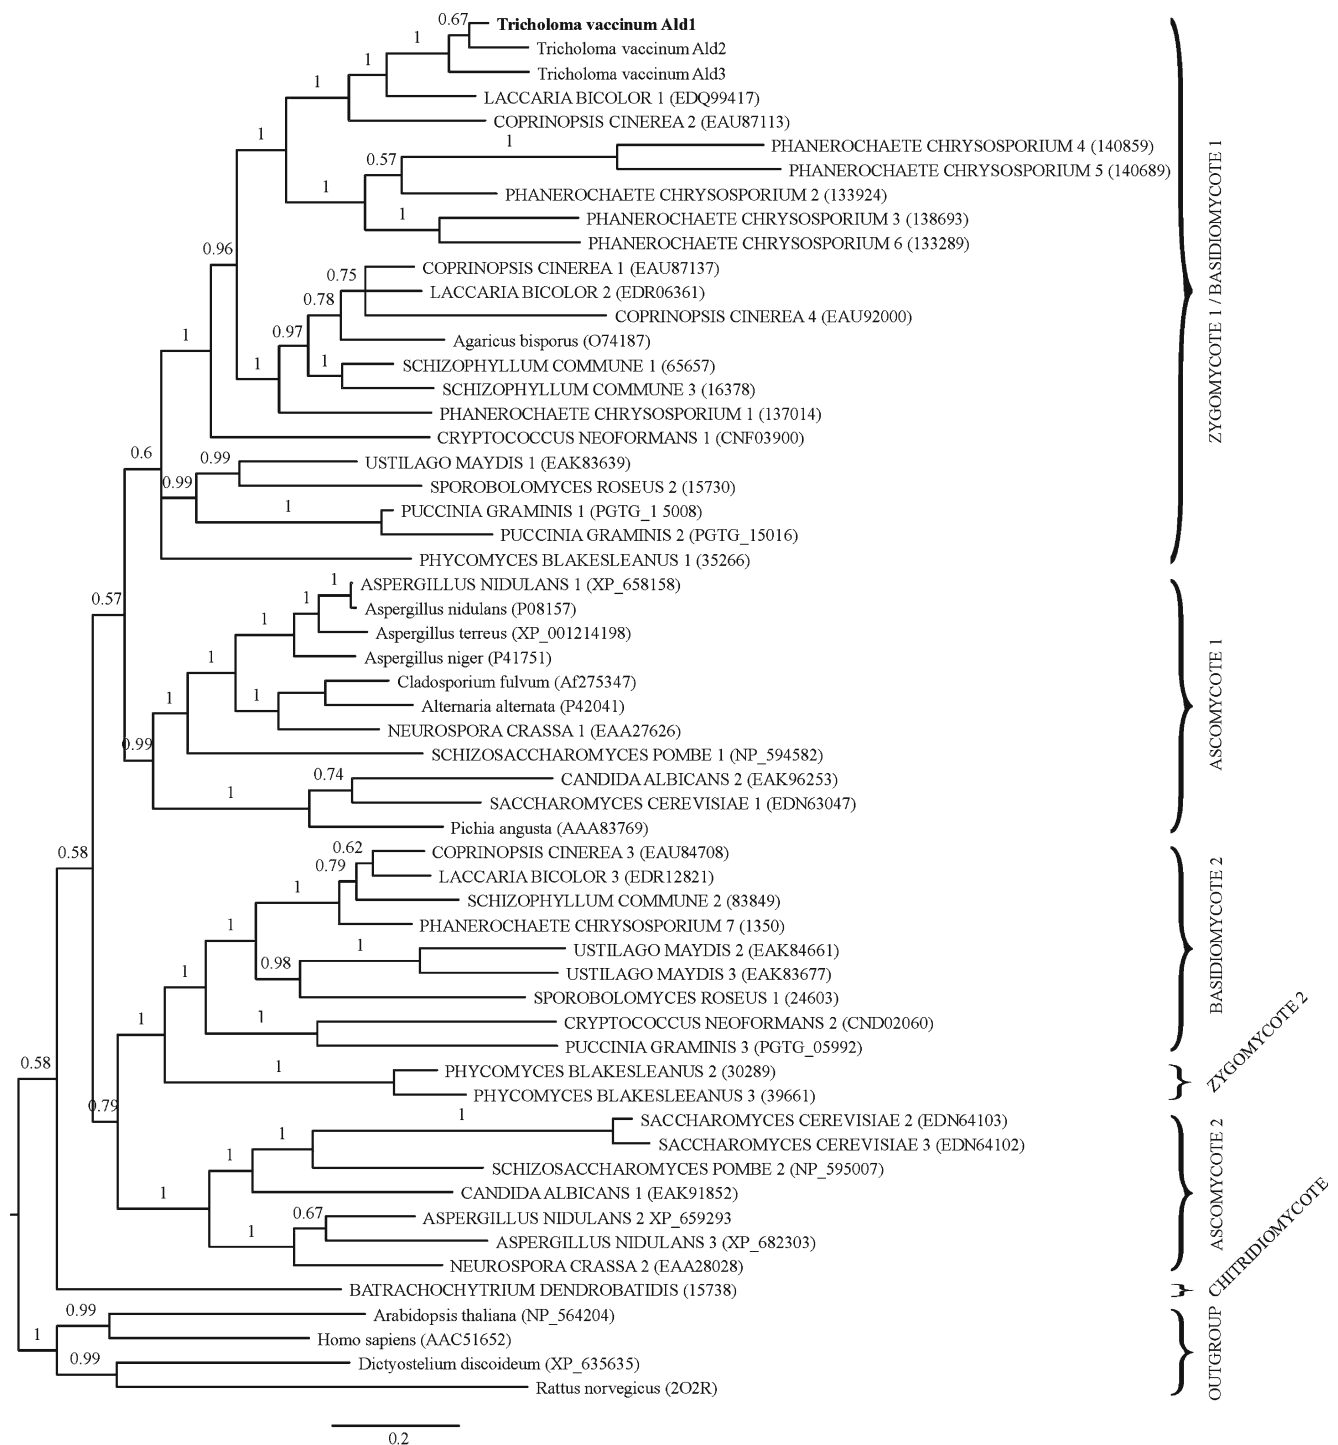 0.67
Tricholoma vaccinum Ald1
1
Tricholoma vaccinum Ald2
1
Tricholoma vaccinum Ald3
1
LACCARIA BICOLOR 1 (EDQ99417)
COPRINOPSIS CINEREA 2 (EAU87113)
1
1
PHANEROCHAETE CHRYSOSPORIUM 4 (140859)
0.57
PHANEROCHAETE CHRYSOSPORIUM 5 (140689)
1
PHANEROCHAETE CHRYSOSPORIUM 2 (133924)
1
PHANEROCHAETE CHRYSOSPORIUM 3 (138693)
PHANEROCHAETE CHRYSOSPORIUM 6 (133289)
0.96
COPRINOPSIS CINEREA 1 (EAU87137)
0.75
LACCARIA BICOLOR 2 (EDR06361)
0.78
COPRINOPSIS CINEREA 4 (EAU92000)
0.97
1
Agaricus bisporus (O74187)
1
1
SCHIZOPHYLLUM COMMUNE 1 (65657)
SCHIZOPHYLLUM COMMUNE 3 (16378)
PHANEROCHAETE CHRYSOSPORIUM 1 (137014)
CRYPTOCOCCUS NEOFORMANS 1 (CNF03900)
0.6
0.99
USTILAGO MAYDIS 1 (EAK83639)
0.99
SPOROBOLOMYCES ROSEUS 2 (15730)
1
PUCCINIA GRAMINIS 1 (PGTG_1 5008)
PUCCINIA GRAMINIS 2 (PGTG_15016)
PHYCOMYCES BLAKESLEANUS 1 (35266)
ZYGOMYCOTE 1 / BASIDIOMYCOTE 1
1
ASPERGILLUS NIDULANS 1 (XP_658158)
0.57
1
Aspergillus nidulans (P08157)
1
Aspergillus terreus (XP_001214198)
1
Aspergillus niger (P41751)
Cladosporium fulvum (Af275347)
1
1
Alternaria alternata (P42041)
NEUROSPORA CRASSA 1 (EAA27626)
0.99
SCHIZOSACCHAROMYCES POMBE 1 (NP_594582)
0.74
CANDIDA ALBICANS 2 (EAK96253)
1
SACCHAROMYCES CEREVISIAE 1 (EDN63047)
Pichia angusta (AAA83769)
ASCOMYCOTE 1
0.62
COPRINOPSIS CINEREA 3 (EAU84708)
0.58
0.79
LACCARIA BICOLOR 3 (EDR12821)
1
SCHIZOPHYLLUM COMMUNE 2 (83849)
1
PHANEROCHAETE CHRYSOSPORIUM 7 (1350)
1
USTILAGO MAYDIS 2 (EAK84661)
0.98
1
USTILAGO MAYDIS 3 (EAK83677)
SPOROBOLOMYCES ROSEUS 1 (24603)
1
1
CRYPTOCOCCUS NEOFORMANS 2 (CND02060)
PUCCINIA GRAMINIS 3 (PGTG_05992)
BASIDIOMYCOTE 2
0.58
1
PHYCOMYCES BLAKESLEANUS 2 (30289)
PHYCOMYCES BLAKESLEEANUS 3 (39661)
ZYGOMYCOTE 2
0.79
1
SACCHAROMYCES CEREVISIAE 2 (EDN64103)
1
SACCHAROMYCES CEREVISIAE 3 (EDN64102)
1
SCHIZOSACCHAROMYCES POMBE 2 (NP_595007)
1
CANDIDA ALBICANS 1 (EAK91852)
0.67
ASPERGILLUS NIDULANS 2 XP_659293
1
ASPERGILLUS NIDULANS 3 (XP_682303)
NEUROSPORA CRASSA 2 (EAA28028)
ASCOMYCOTE 2
BATRACHOCHYTRIUM DENDROBATIDIS (15738)
CHITRIDIOMYCOTE
0.99
Arabidopsis thaliana (NP_564204)
1
Homo sapiens (AAC51652)
0.99
Dictyostelium discoideum (XP_635635)
Rattus norvegicus (2O2R)
OUTGROUP
0.2